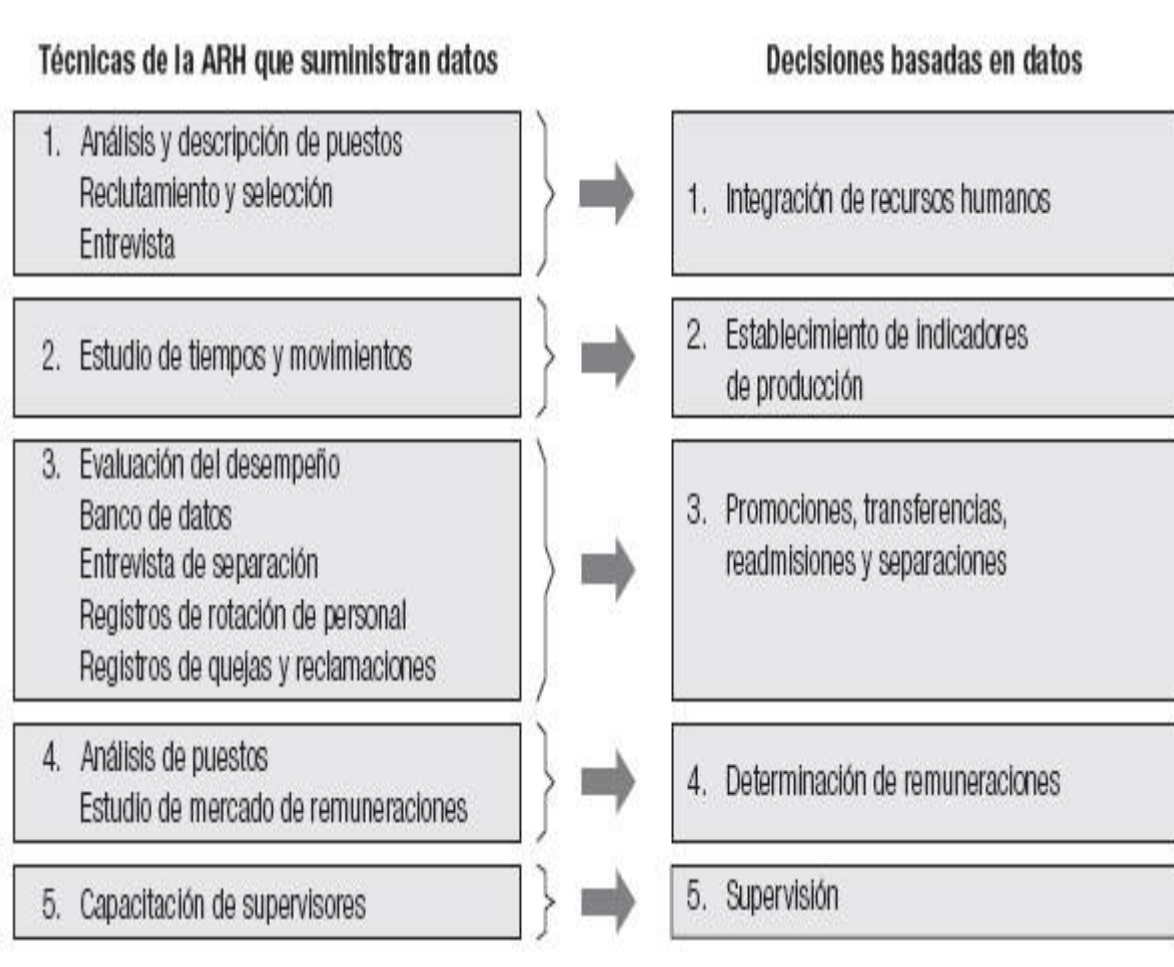 Técnicas de la ARH que suministran datos
Decisiones basadas en datos
1. Análisis y descripción de puestos
Reclutamiento y selección
Entrevista
1. Integración de recursos humanos
2. Estudio de tiempos y movimientos
2. Establecimiento de indicadores
de producción
3. Evaluación del desempeño
Banco de datos
Entrevista de separación
Registros de rotación de personal
Registros de quejas y reclamaciones
3. Promociones, transferencias,
readmisiones y separaciones
4. Análisis de puestos
Estudio de mercado de remuneraciones
4. Determinación de remuneraciones
5. Capacitación de supervisores
5. Supervisión